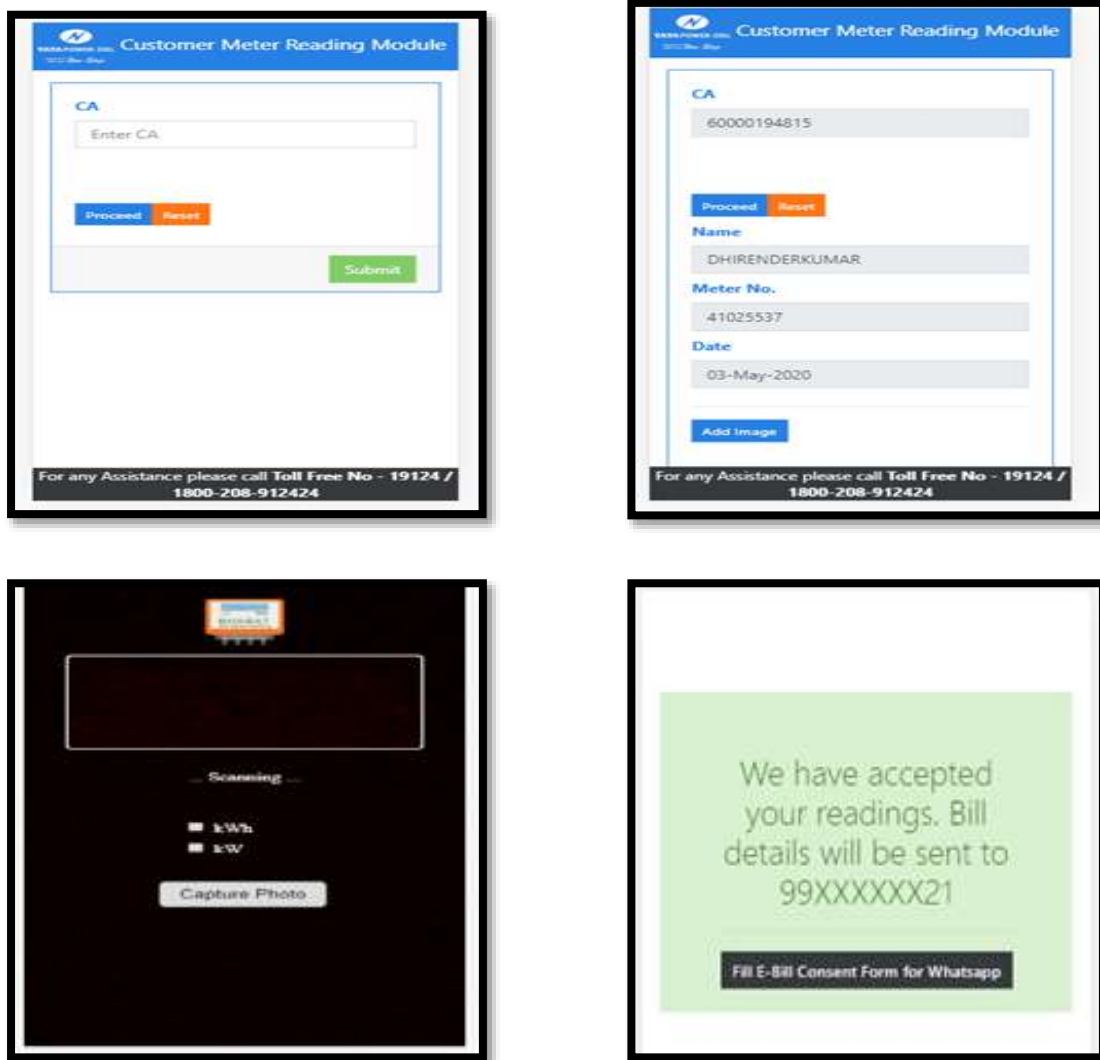 Customer Meter Reading Module
CA
Enter CA
Proceed Reset
Submit
For any Assistance please call Toll Free No - 19124 /
1800-208-912424
Customer Meter Reading Module
CA
60000194815
Proceed Reset
Name
DHIRENDERKUMAR
Meter No.
41025537
Date
03-May-2020
Add Image
For any Assistance please call Toll Free No - 19124 /
1800-208-912424
... Scanning ...
kWh
kW
Capture Photo
We have accepted
your readings. Bill
details will be sent to
99XXXXXX21
Fill E-Bill Consent Form for Whatsapp